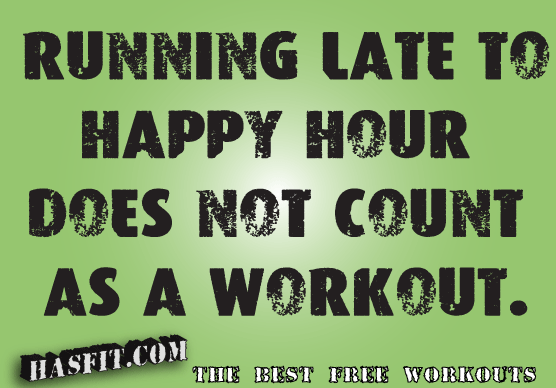 RUNNING LATE TO
HAPPY HOUR
DOES NOT COUNT
AS A WORKOUT.
HASFIT.COM
THE BEST FREE WORKOUTS